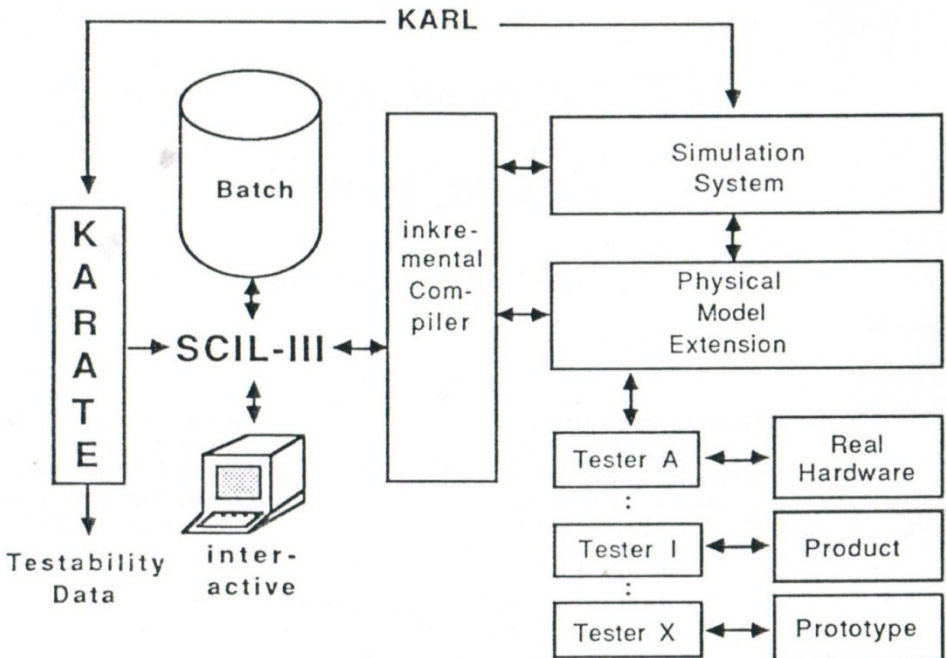 KARL
Batch
KARATE
SCIL-III
inter-
active
Testability
Data
inkre-
mental
Com-
piler
Simulation
System
Physical
Model
Extension
Tester A
Real
Hardware
Tester I
Product
Tester X
Prototype